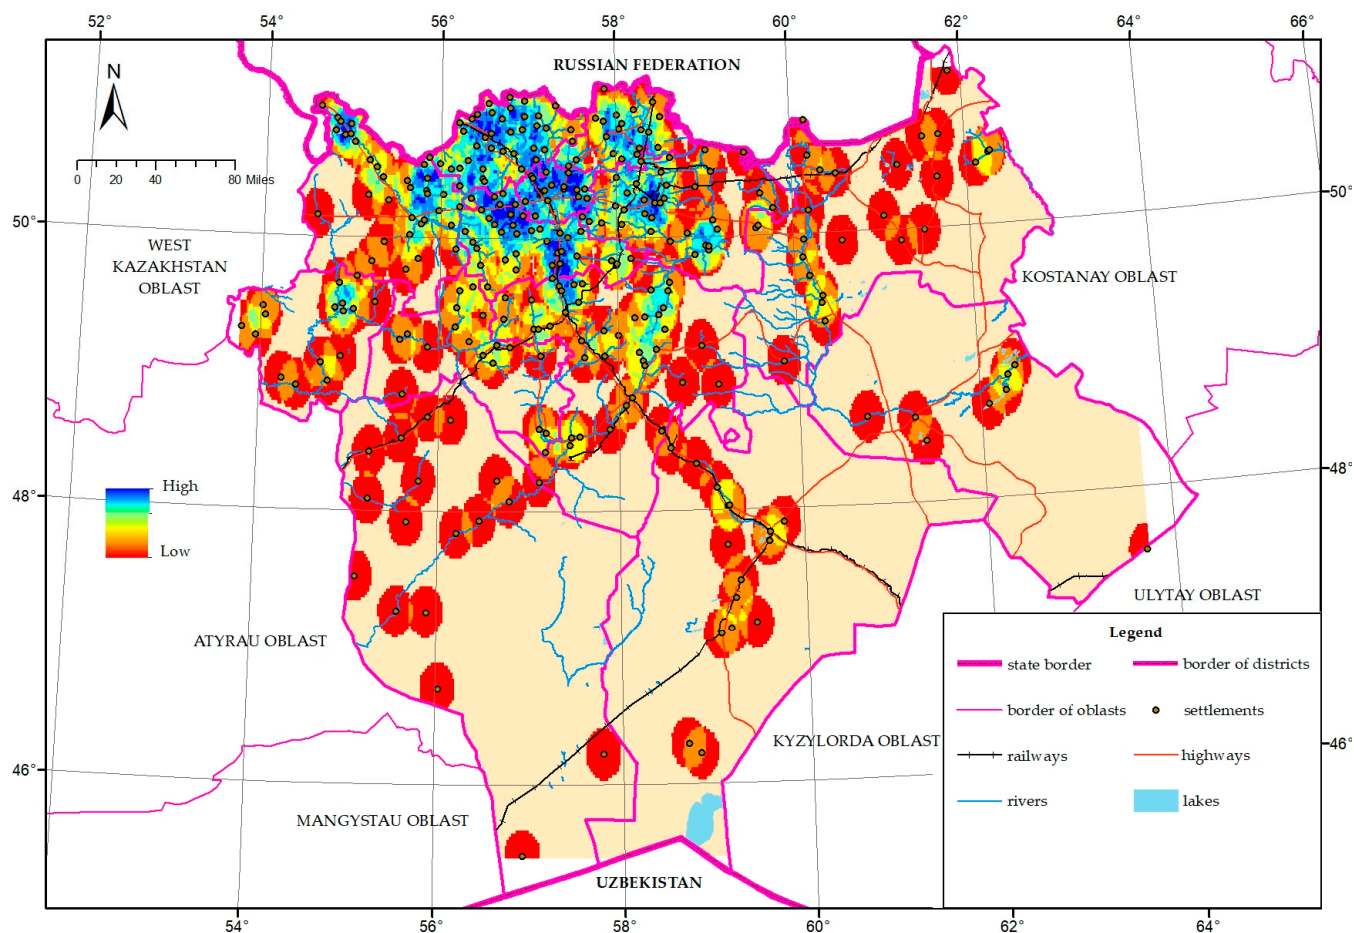 52° 54° 56° 58° 60° 62° 64° 66°
RUSSIAN FEDERATION
N
0 20 40 80 Miles
50° 50°
WEST
KAZAKHSTAN
OBLAST
KOSTANAY OBLAST
48° 48°
High
Low
ULYTAY OBLAST
ATYRAU OBLAST
Legend
state border
border of districts
border of oblasts
settlements
railways
highways
rivers
lakes
KYZYLORDA OBLAST
46° 46°
MANGYSTAU OBLAST
UZBEKISTAN
54° 56° 58° 60° 62° 64°